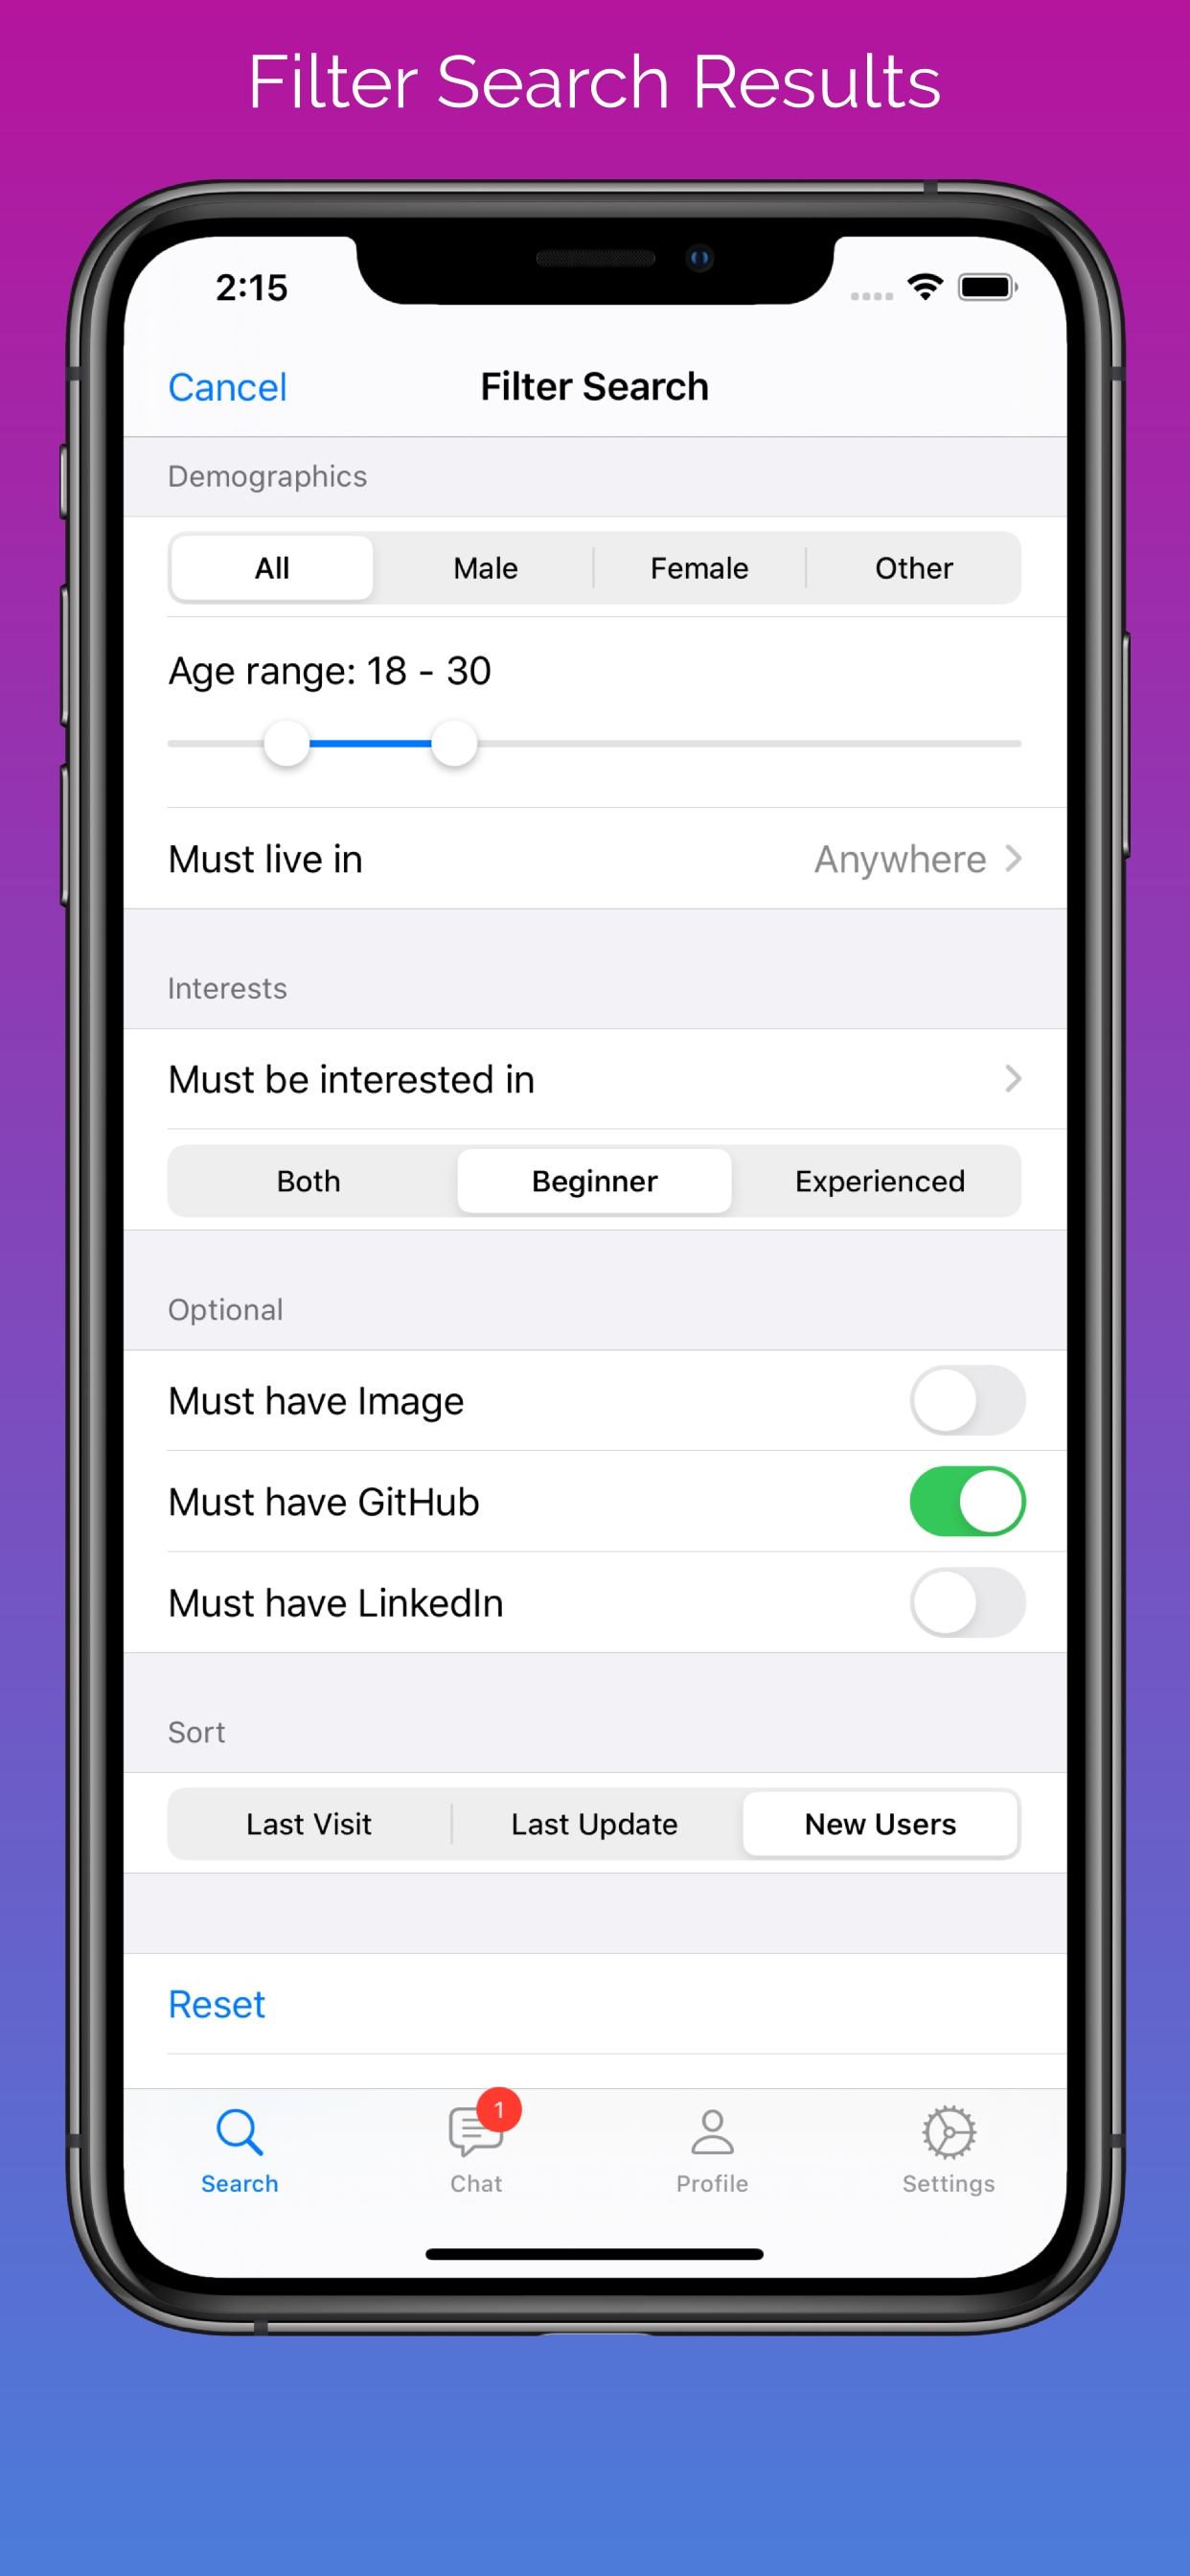 Filter Search Results
2:15
Cancel Filter Search
Demographics
All Male Female Other
Age range: 18 - 30
Must live in Anywhere
Interests
Must be interested in
Both Beginner Experienced
Optional
Must have Image
Must have GitHub
Must have LinkedIn
Sort
Last Visit Last Update New Users
Reset
1
Search Chat Profile Settings